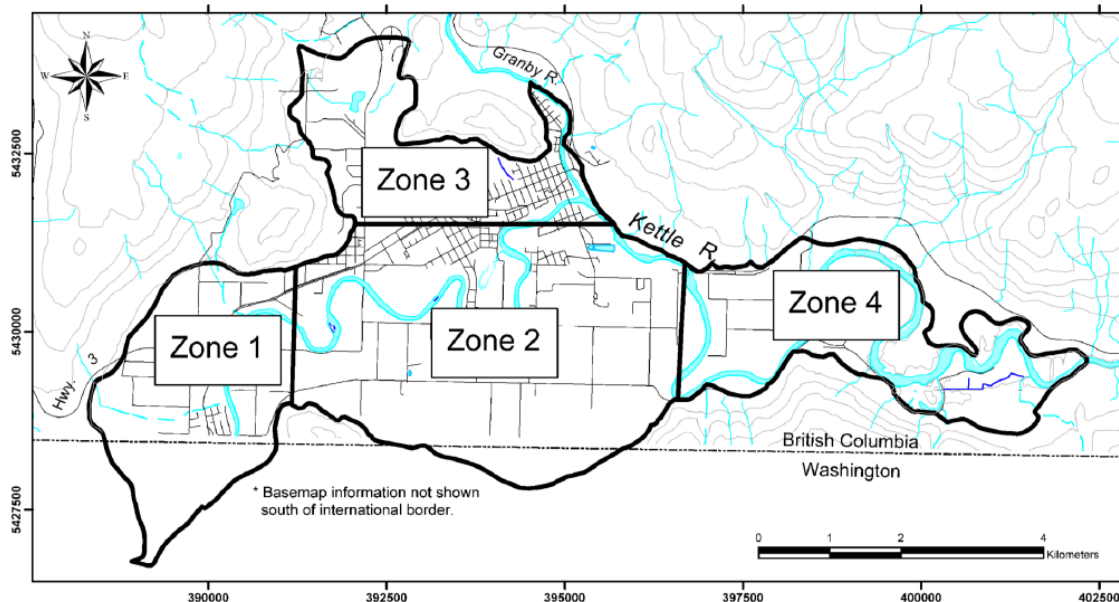 N
W E
S
Granby R.
5432500
Zone 3
Kettle R.
Zone 4
5430000
Zone 1
Zone 2
Hwy. 3
British Columbia
Washington
* Basemap information not shown
south of international border.
5427500
0 1 2 4
Kilometers
390000 392500 395000 397500 400000 402500